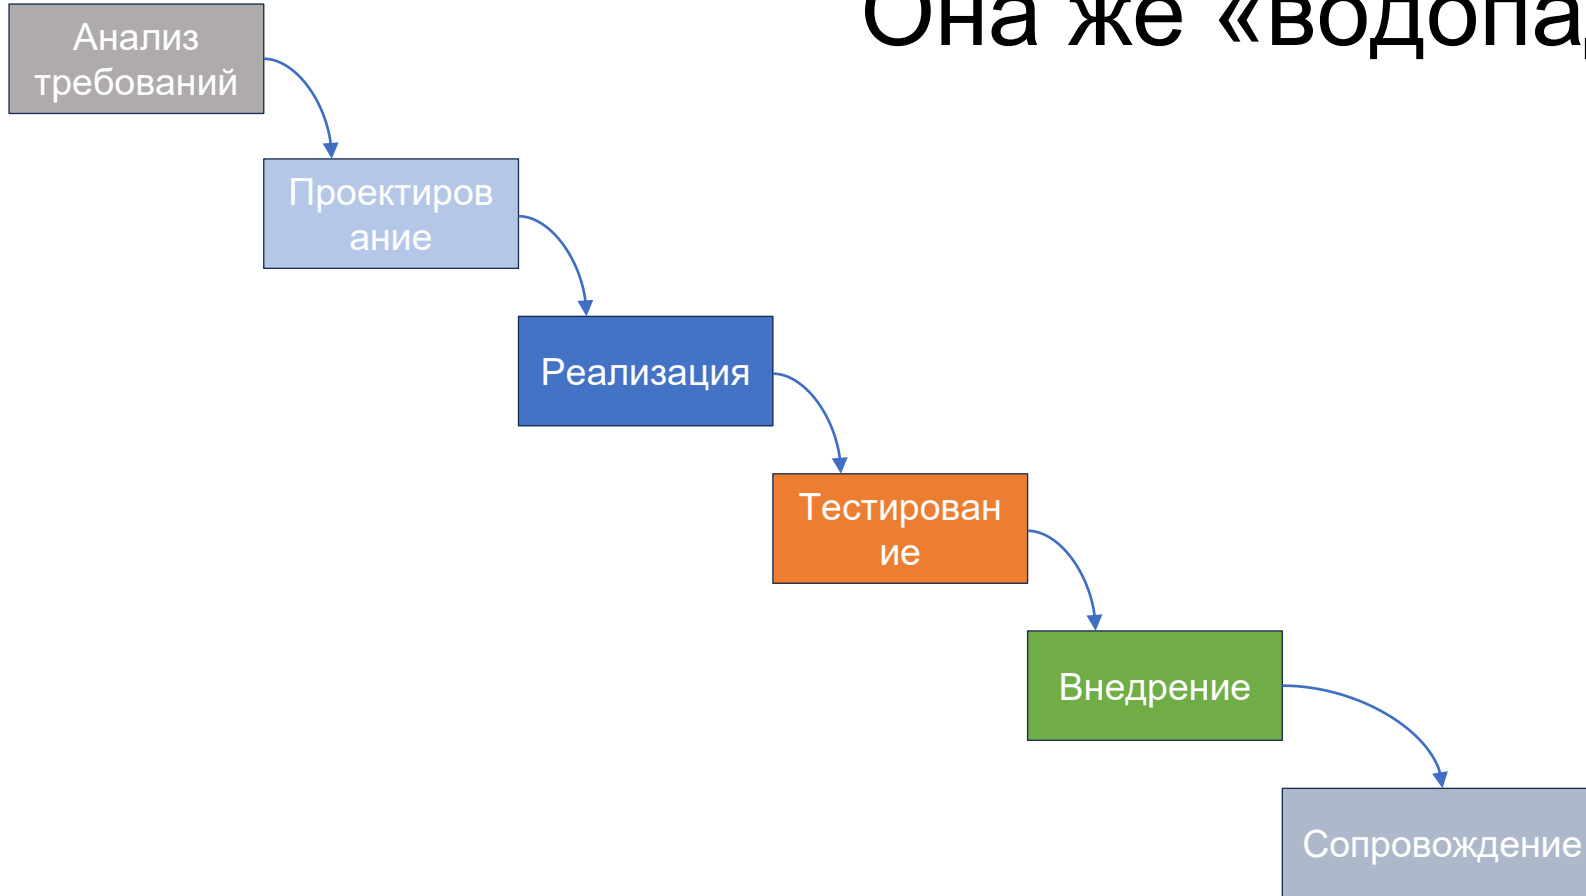 Она же «водопа
Анализ
требований
Проектиров
ание
Реализация
Тестирован
ие
Внедрение
Сопровождение